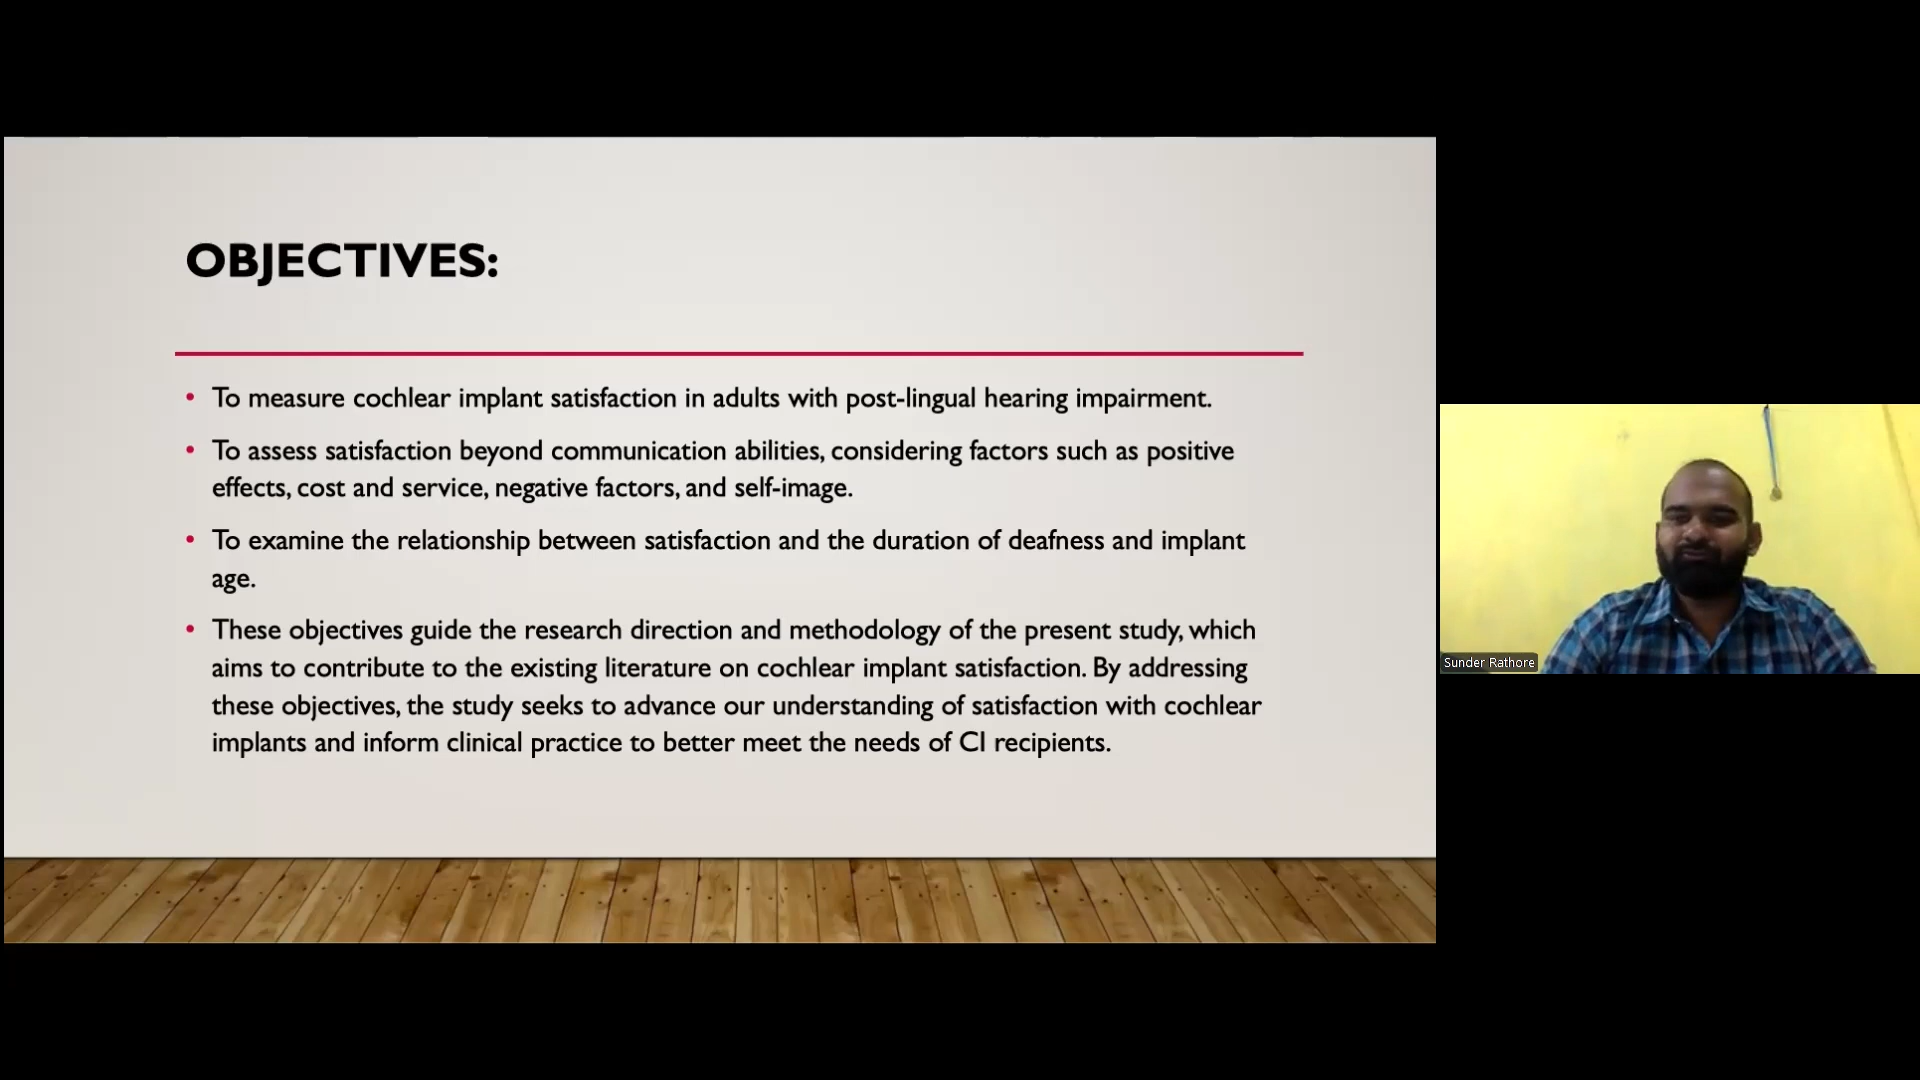 OBJECTIVES:
• To measure cochlear implant satisfaction in adults with post-lingual hearing impairment.
• To assess satisfaction beyond communication abilities, considering factors such as positive
effects, cost and service, negative factors, and self-image.
• To examine the relationship between satisfaction and the duration of deafness and implant
age.
• These objectives guide the research direction and methodology of the present study, which
aims to contribute to the existing literature on cochlear implant satisfaction. By addressing
these objectives, the study seeks to advance our understanding of satisfaction with cochlear
implants and inform clinical practice to better meet the needs of CI recipients.
Sunder Rathore